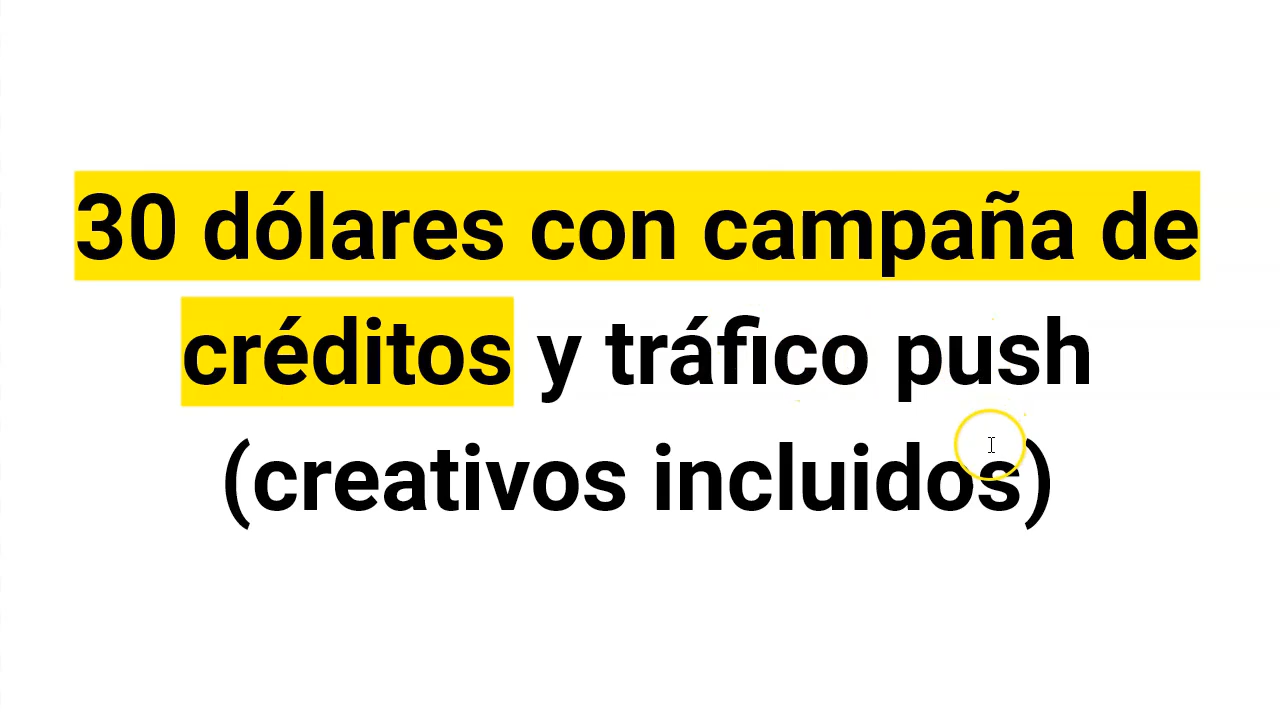 30 dólares con campaña de
créditos y tráfico push
(creativos incluidos)